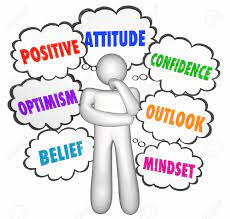 POSITIVE
ATTITUDE
CONFIDENCE
OPTIMISM
OUTLOOK
BELIEF
MINDSET